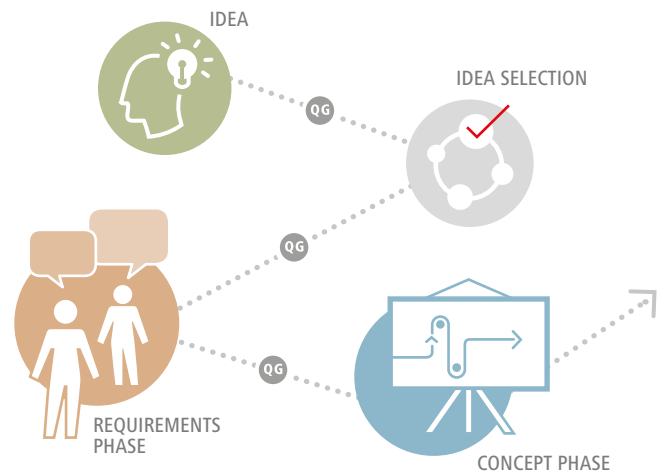 IDEA
QG
IDEA SELECTION
QG
QG
REQUIREMENTS
PHASE
CONCEPT PHASE